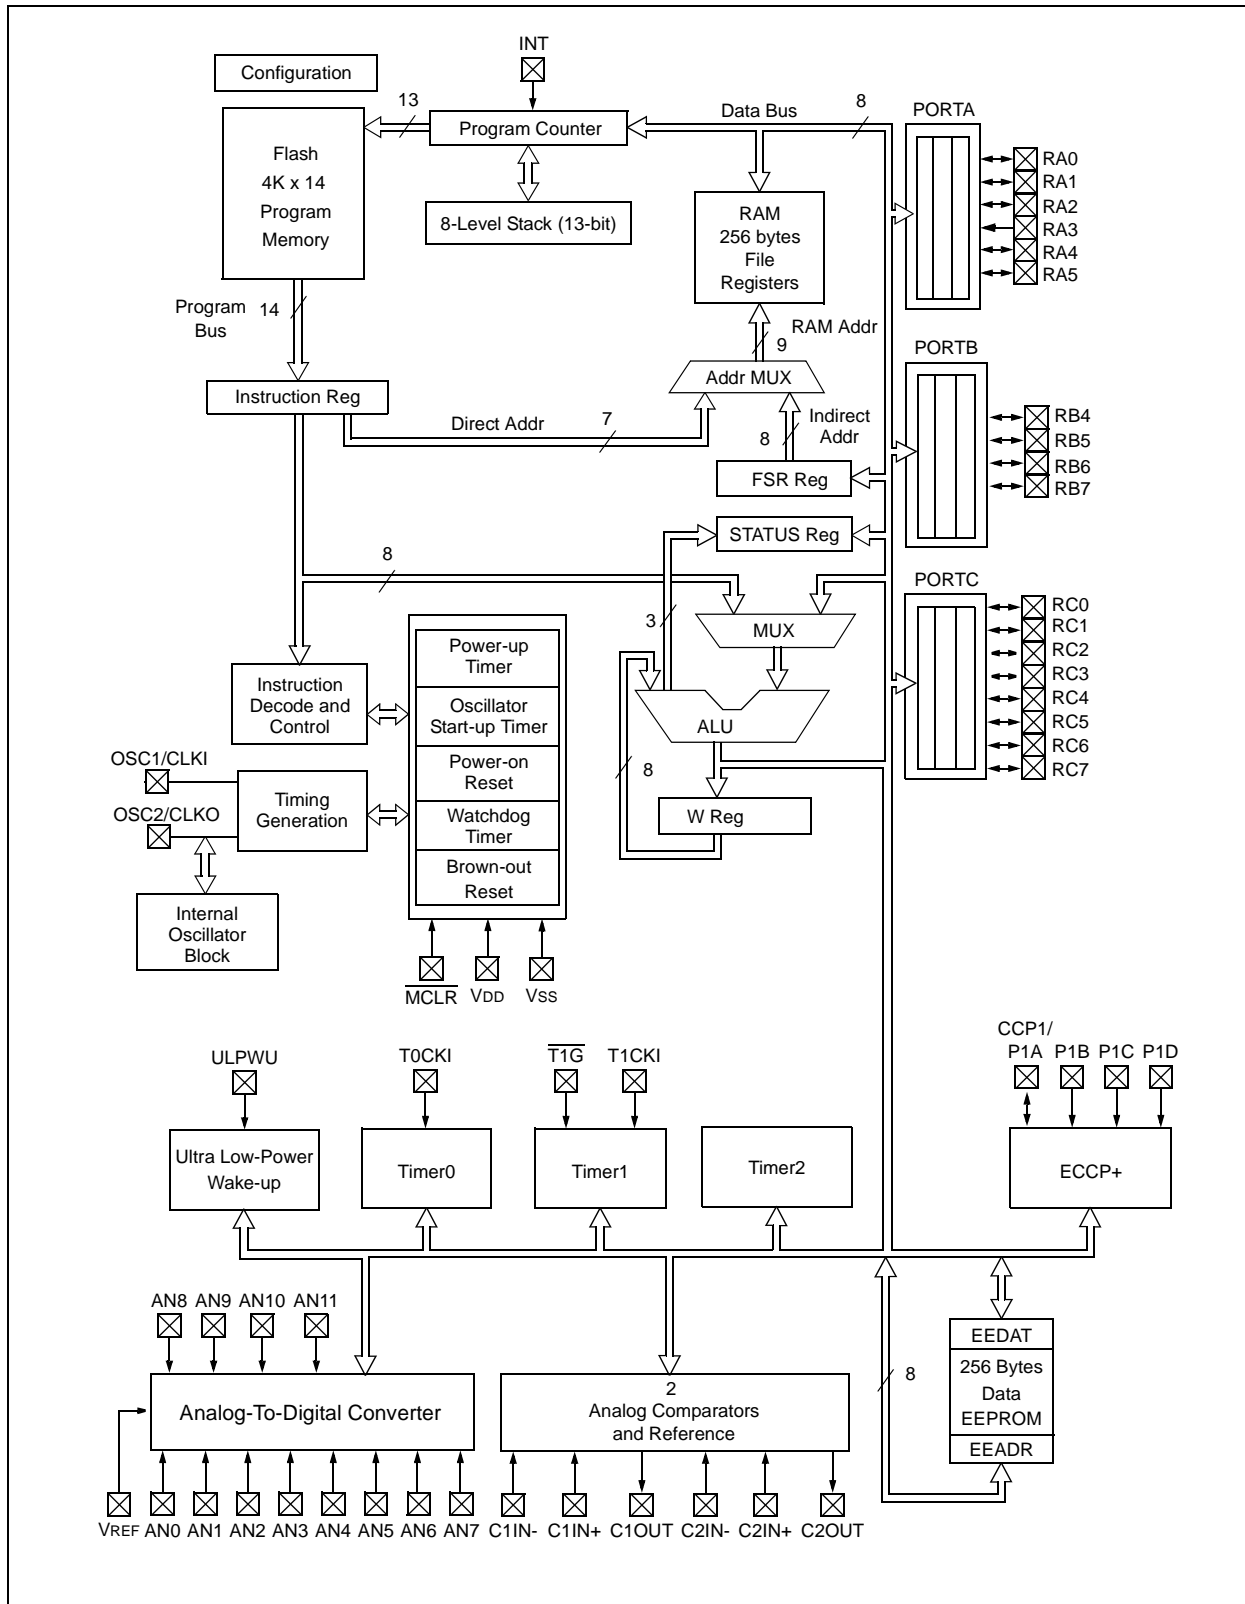 INT
Configuration
13
Data Bus
8
PORTA
Program Counter
Flash
4K x 14
Program
Memory
8-Level Stack (13-bit)
RAM
256 bytes
File
Registers
RA0
RA1
RA2
RA3
RA4
RA5
Program
Bus
14
RAM Addr
9
PORTB
Addr MUX
Instruction Reg
Direct Addr
7
Indirect
Addr
8
RB4
RB5
RB6
RB7
FSR Reg
STATUS Reg
8
PORTC
3
MUX
RC0
RC1
RC2
RC3
RC4
RC5
RC6
RC7
Power-up
Timer
Instruction
Decode and
Control
Oscillator
Start-up Timer
ALU
OSC1/CLKI
Power-on
Reset
8
Timing
Generation
OSC2/CLKO
Watchdog
Timer
W Reg
Brown-out
Reset
Internal
Oscillator
Block
MCLR
VDD
VSS
ULPWU
T0CKI
T1G
T1CKI
CCP1/
P1A
P1B
P1C
P1D
Ultra Low-Power
Wake-up
Timer0
Timer1
Timer2
ECCP+
AN8
AN9
AN10
AN11
EEDAT
256 Bytes
Data
EEPROM
EEADR
8
Analog-To-Digital Converter
2
Analog Comparators
and Reference
VREF
AN0
AN1
AN2
AN3
AN4
AN5
AN6
AN7
C1IN-
C1IN+
C1OUT
C2IN-
C2IN+
C2OUT